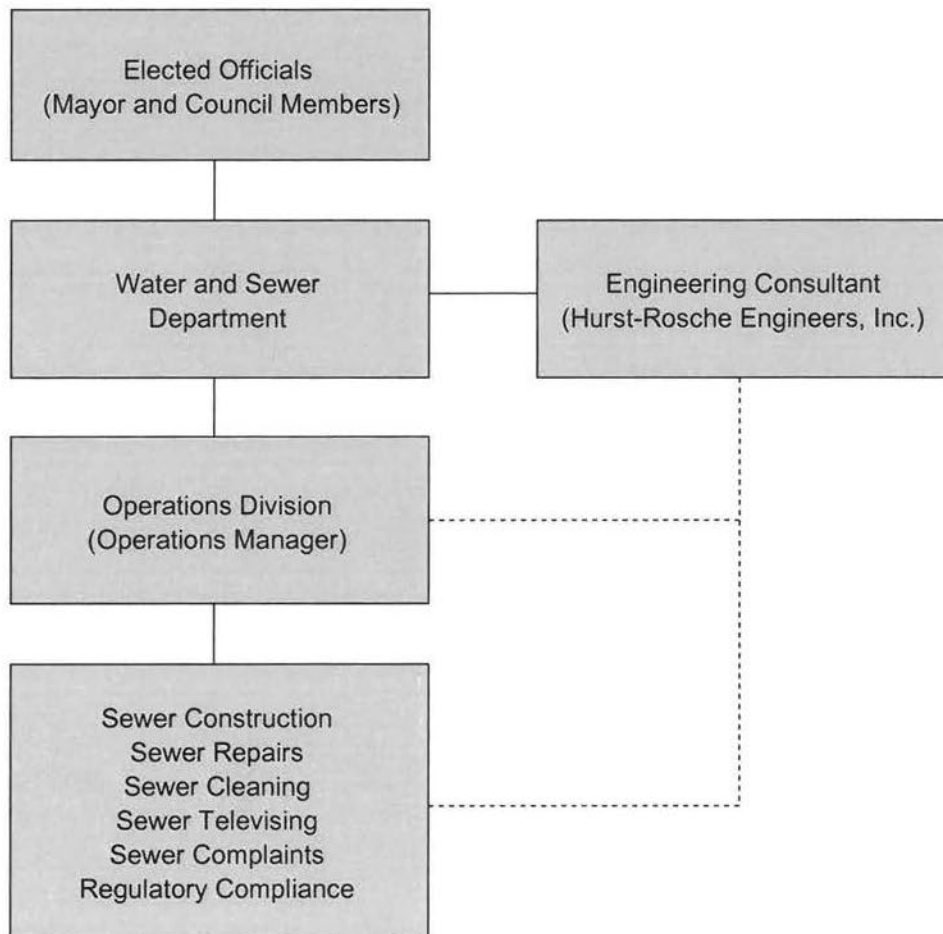 Elected Officials
(Mayor and Council Members)
Water and Sewer
Department
Engineering Consultant
(Hurst-Rosche Engineers, Inc.)
Operations Division
(Operations Manager)
Sewer Construction
Sewer Repairs
Sewer Cleaning
Sewer Televising
Sewer Complaints
Regulatory Compliance